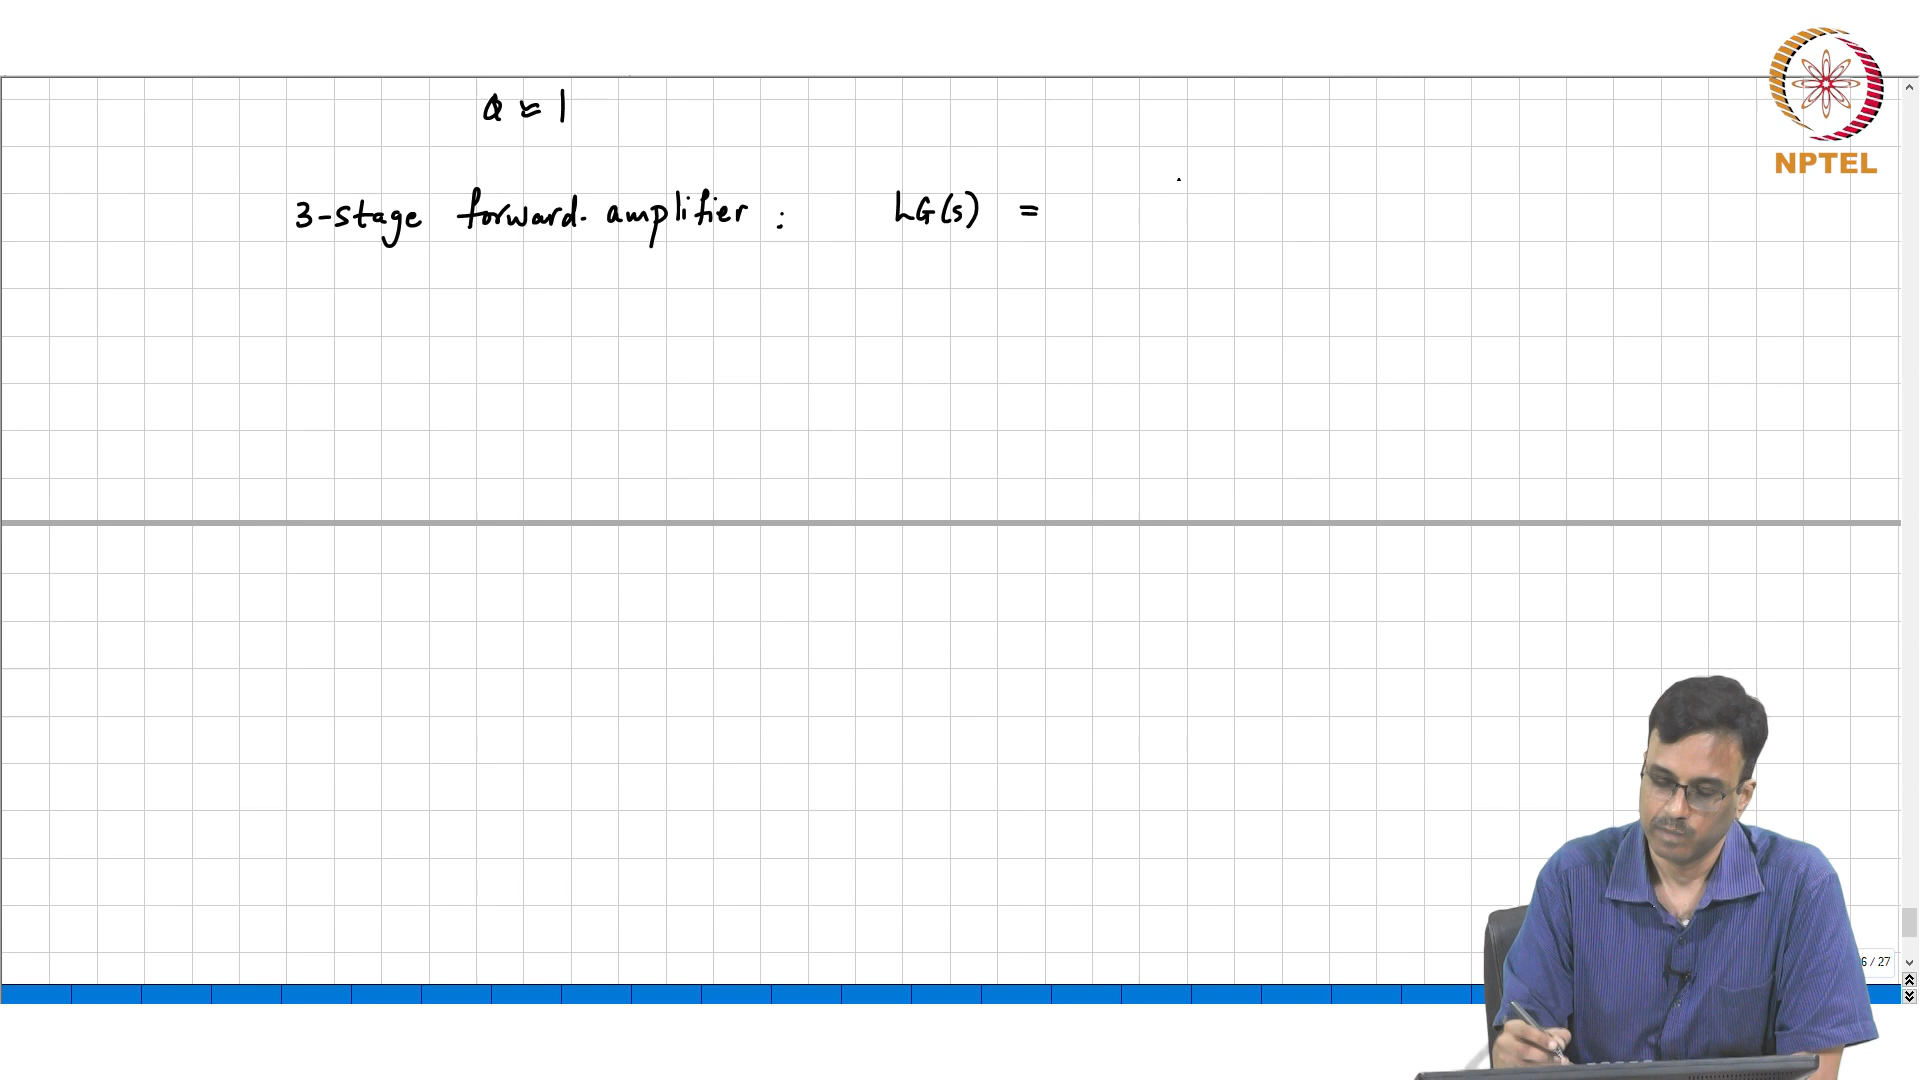 Q ≈ 1
3-stage forward amplifier : LG(s) =
NPTEL
6 / 27